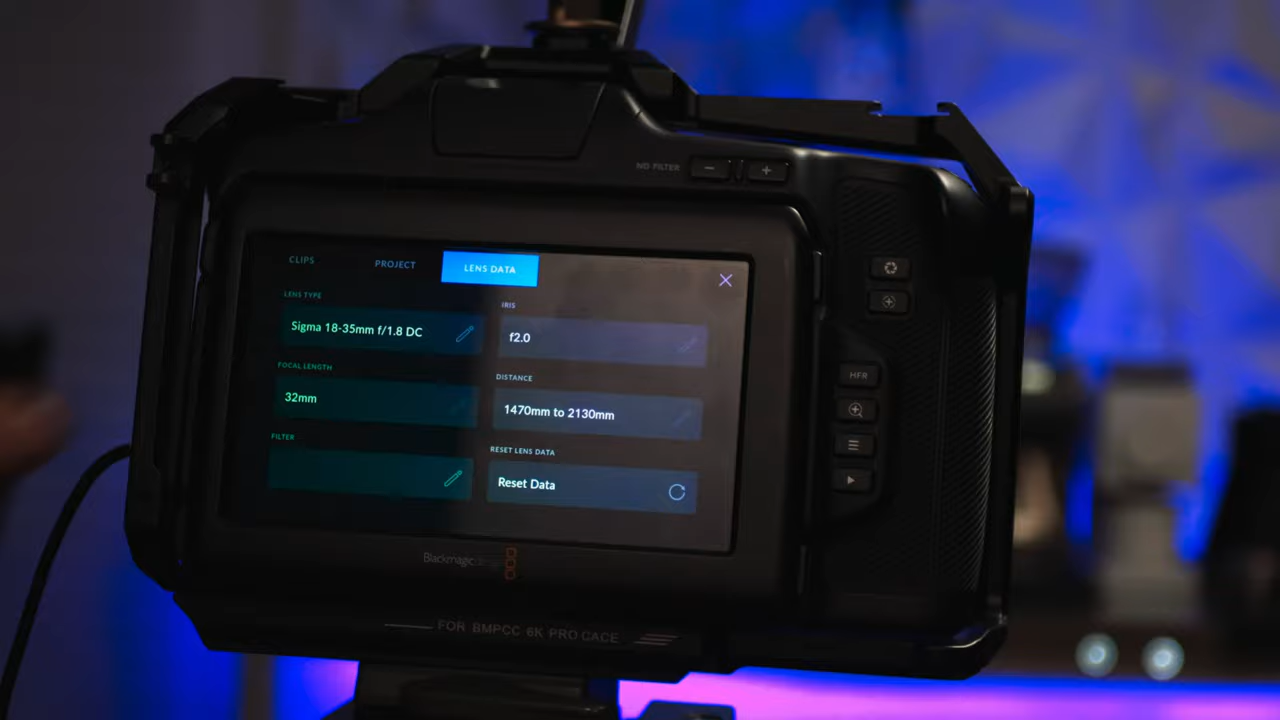 ND FILTER − +
CLIPS PROJECT LENS DATA
LENS TYPE
Sigma 18-35mm f/1.8 DC
IRIS
f2.0
FOCAL LENGTH
32mm
DISTANCE
1470mm to 2130mm
FILTER
RESET LENS DATA
Reset Data
HFR
Blackmagic
FOR BMPCC 6K PRO CAGE